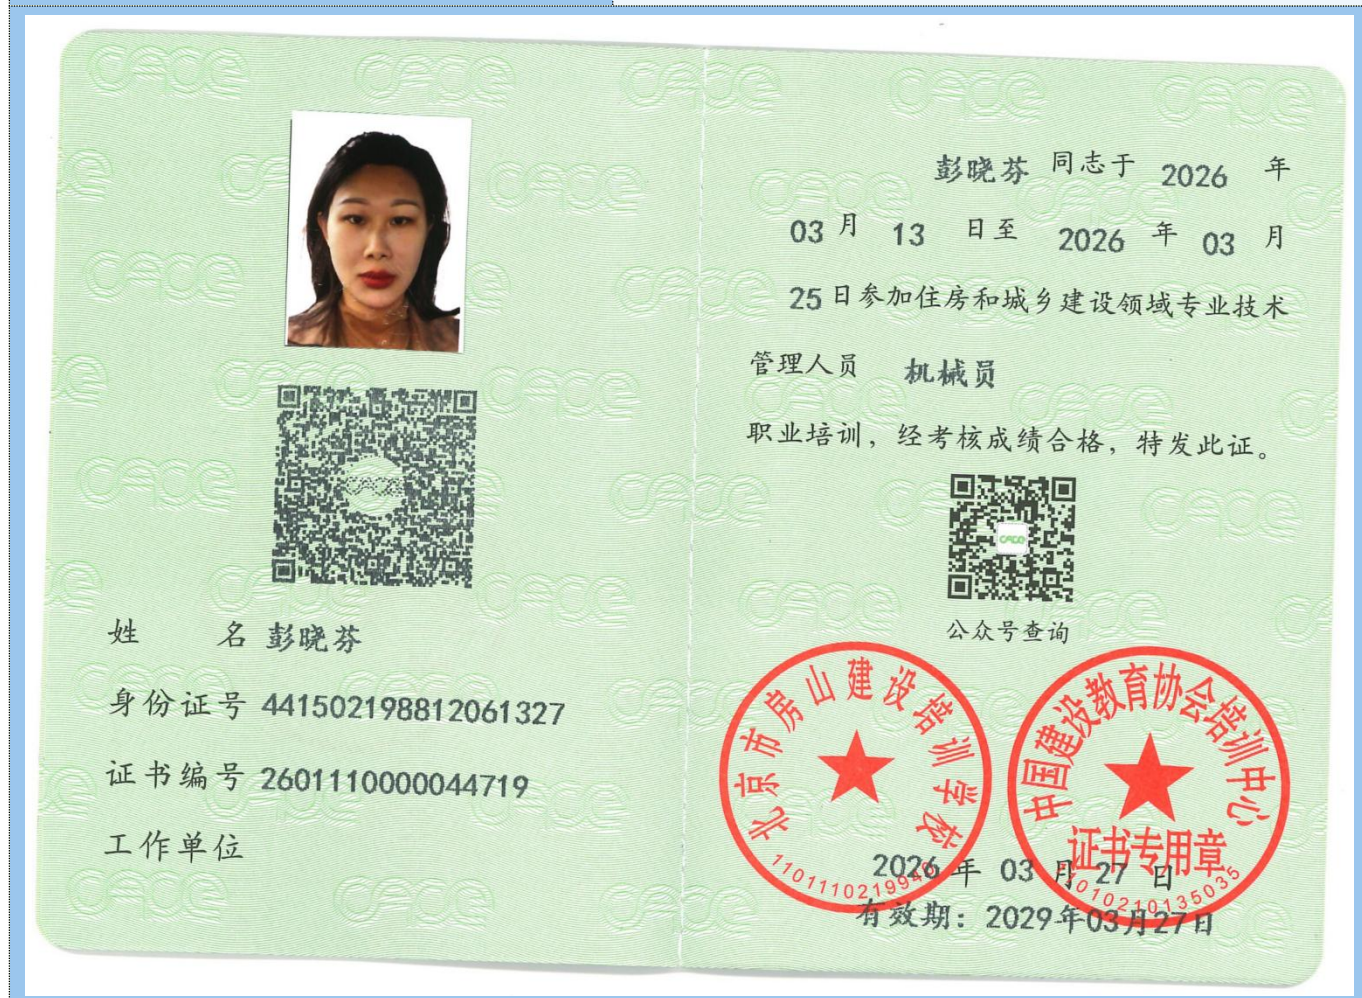 姓 名 彭晓芬
身份证号 441502198812061327
证书编号 2601110000044719
工作单位
彭晓芬 同志于 2026 年
03 月 13 日至 2026 年 03 月
25 日参加住房和城乡建设领域专业技术
管理人员 机械员
职业培训，经考核成绩合格，特发此证。
cace
公众号查询
北京市房山建设培训学校
中国建设教育协会培训中心
证书专用章
11010210135035
2026 年 03 月 27 日
有效期：2029年03月27日